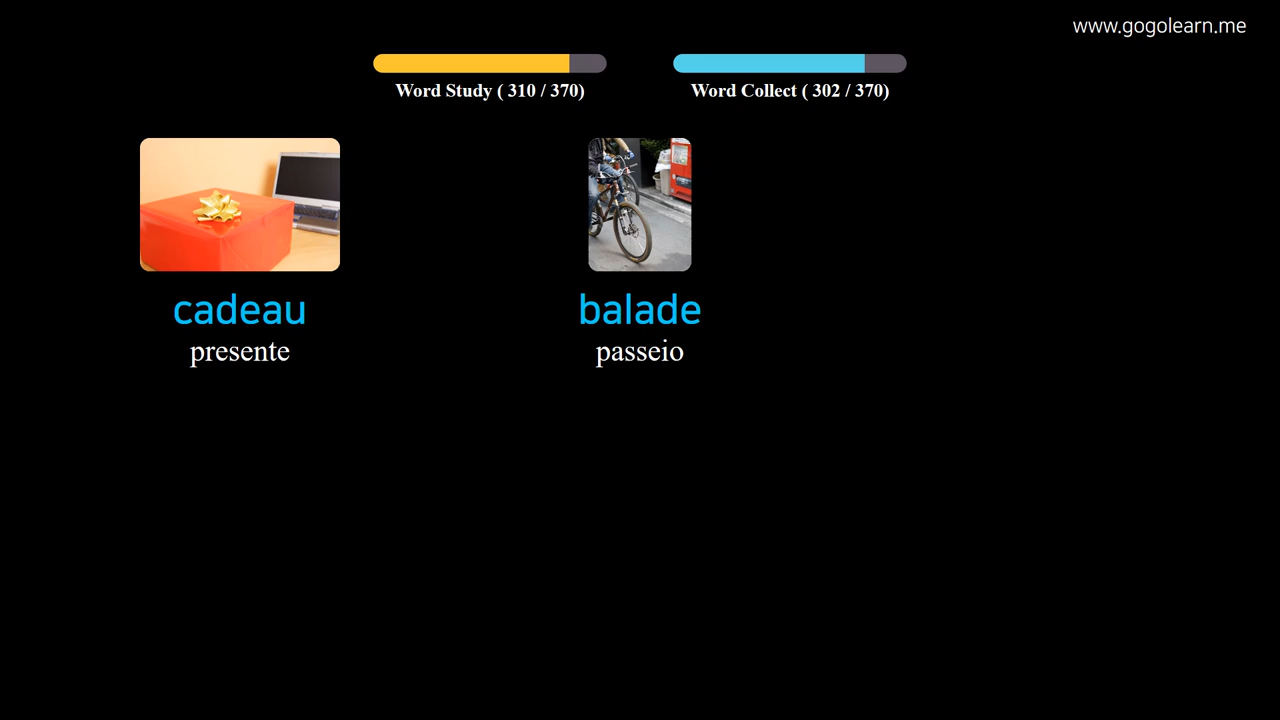 www.gogolearn.me
Word Study ( 310 / 370)
Word Collect ( 302 / 370)
cadeau
presente
balade
passeio